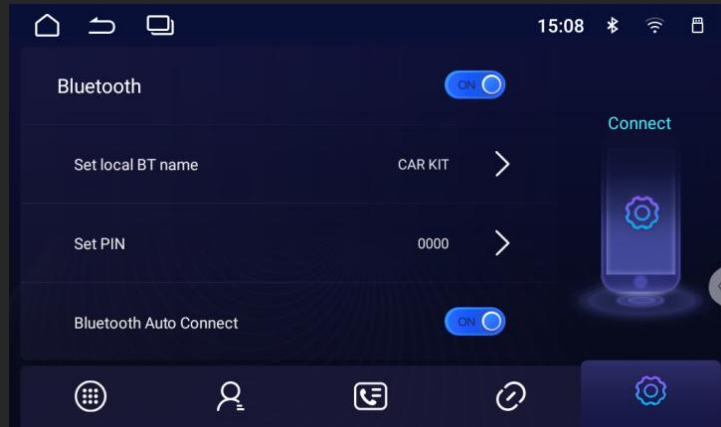 15:08
Bluetooth
ON
Connect
Set local BT name
CAR KIT
Set PIN
0000
Bluetooth Auto Connect
ON